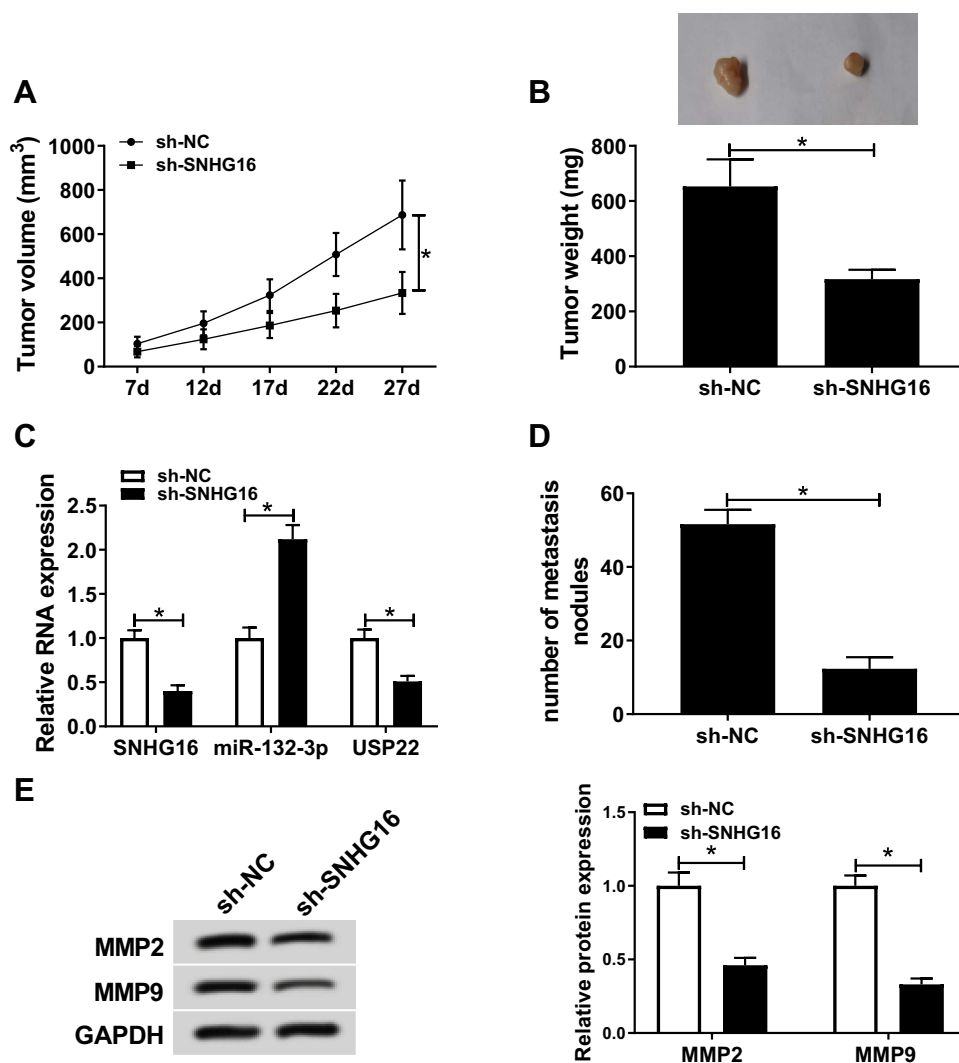 A
Tumor volume (mm³)
1000
800
600
400
200
0
sh-NC
sh-SNHG16
*
7d 12d 17d 22d 27d
B
Tumor weight (mg)
800
600
400
200
0
*
sh-NC sh-SNHG16
C
Relative RNA expression
sh-NC
sh-SNHG16
2.5
2.0
1.5
1.0
0.5
0.0
* * *
SNHG16 miR-132-3p USP22
D
number of metastasis
nodules
60
40
20
0
*
sh-NC sh-SNHG16
E
sh-NC sh-SNHG16
MMP2
MMP9
GAPDH
Relative protein expression
1.5
1.0
0.5
0.0
sh-NC
sh-SNHG16
* *
MMP2 MMP9